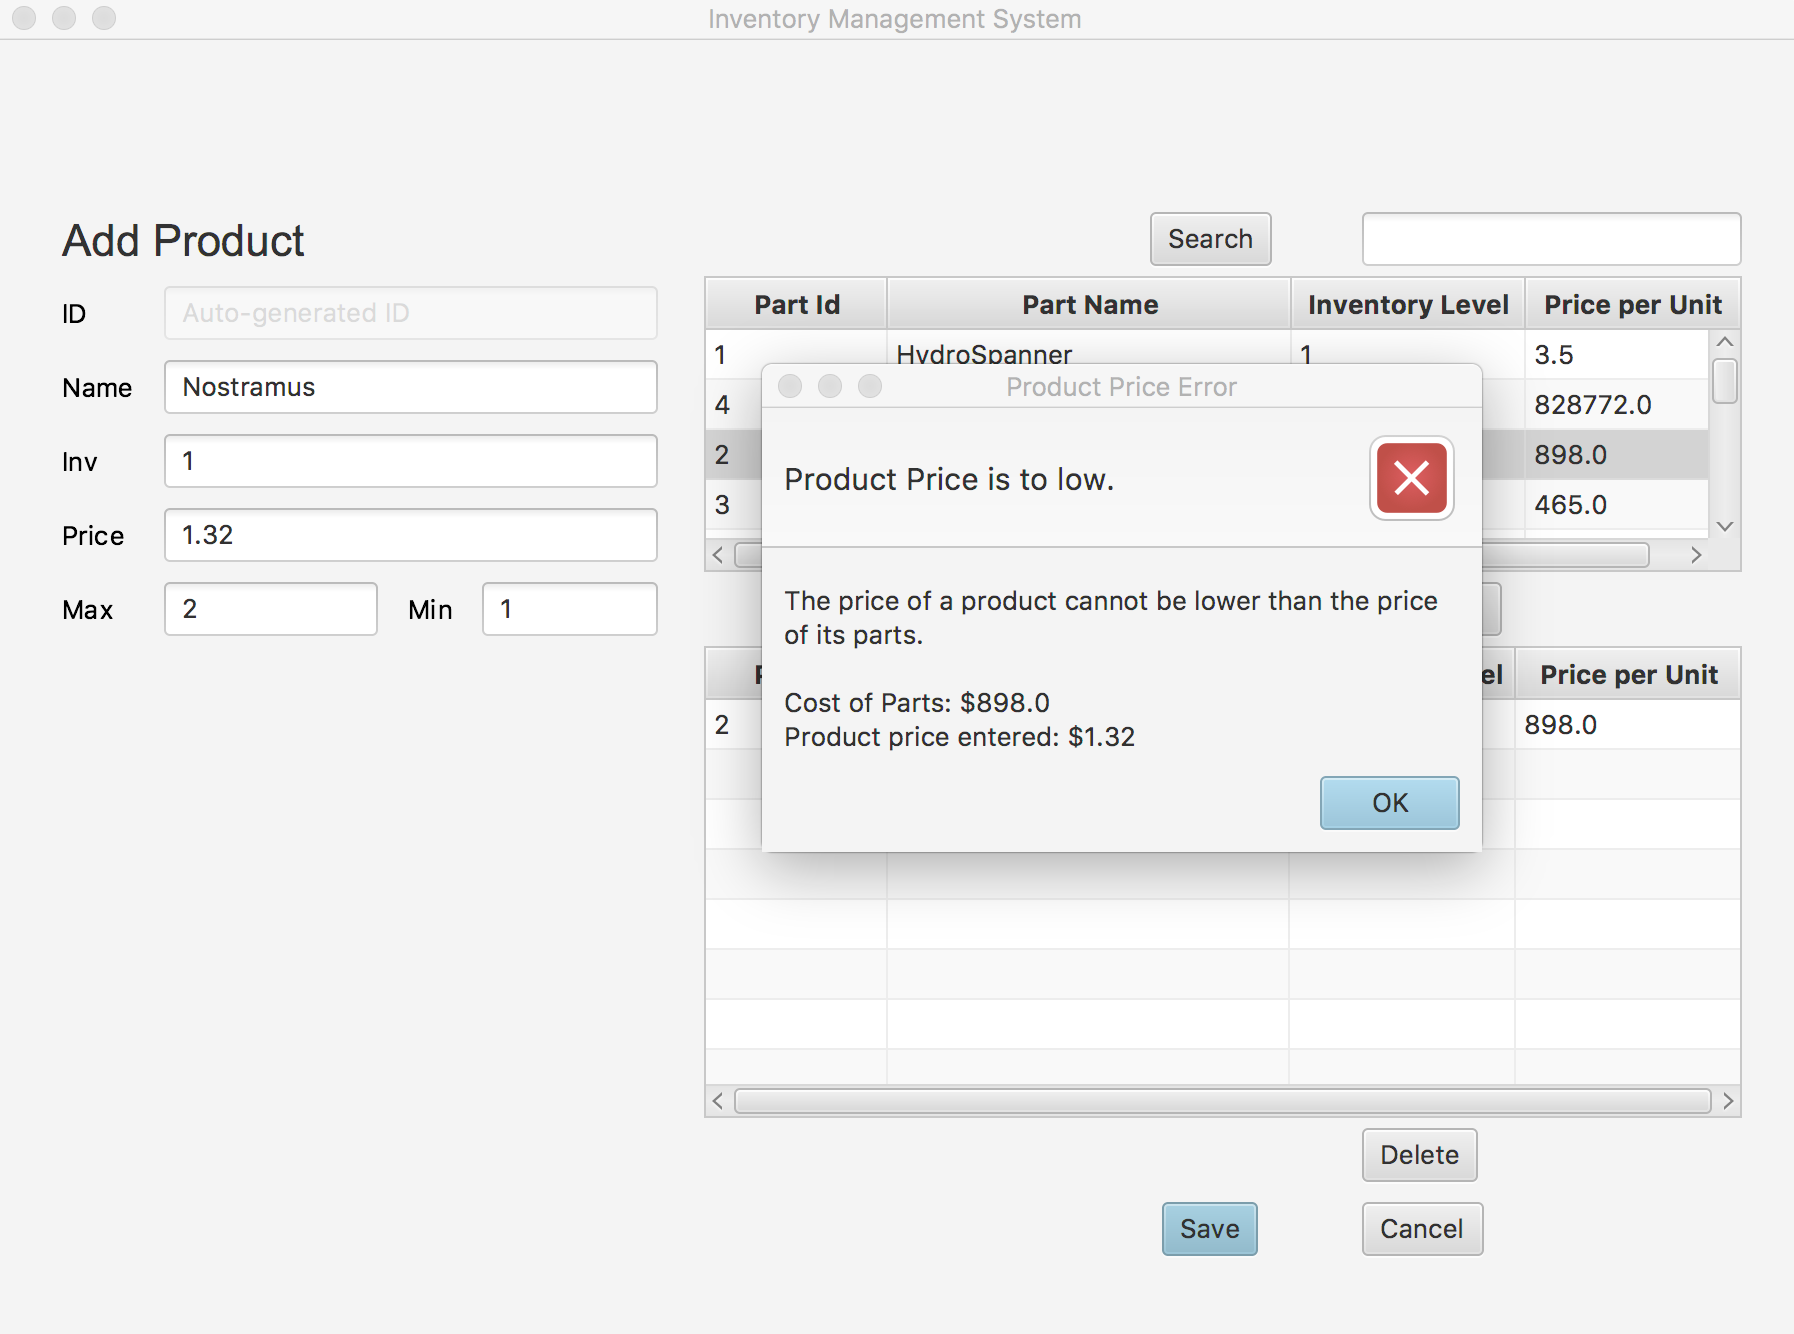 Inventory Management System
Add Product
Search
ID
Auto-generated ID
Name
Nostramus
Inv
1
Price
1.32
Max
2
Min
1
Part Id
Part Name
Inventory Level
Price per Unit
1
HydroSpanner
1
3.5
4
828772.0
2
898.0
3
465.0
Product Price Error
Product Price is to low.
The price of a product cannot be lower than the price
of its parts.
Cost of Parts: $898.0
Product price entered: $1.32
OK
Price per Unit
2
898.0
Delete
Save
Cancel